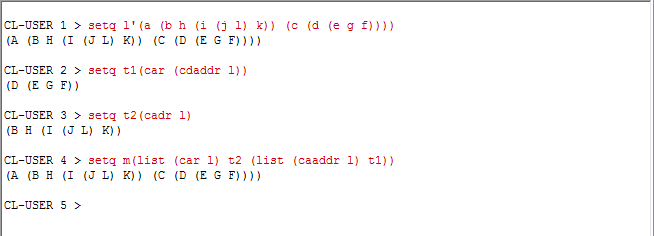 CL-USER 1 > setq l'(a (b h (i (j l) k)) (c (d (e g f))))
(A (B H (I (J L) K)) (C (D (E G F))))
CL-USER 2 > setq t1(car (cdaddr l))
(D (E G F))
CL-USER 3 > setq t2(cadr l)
(B H (I (J L) K))
CL-USER 4 > setq m(list (car l) t2 (list (caaddr l) t1))
(A (B H (I (J L) K)) (C (D (E G F))))
CL-USER 5 >